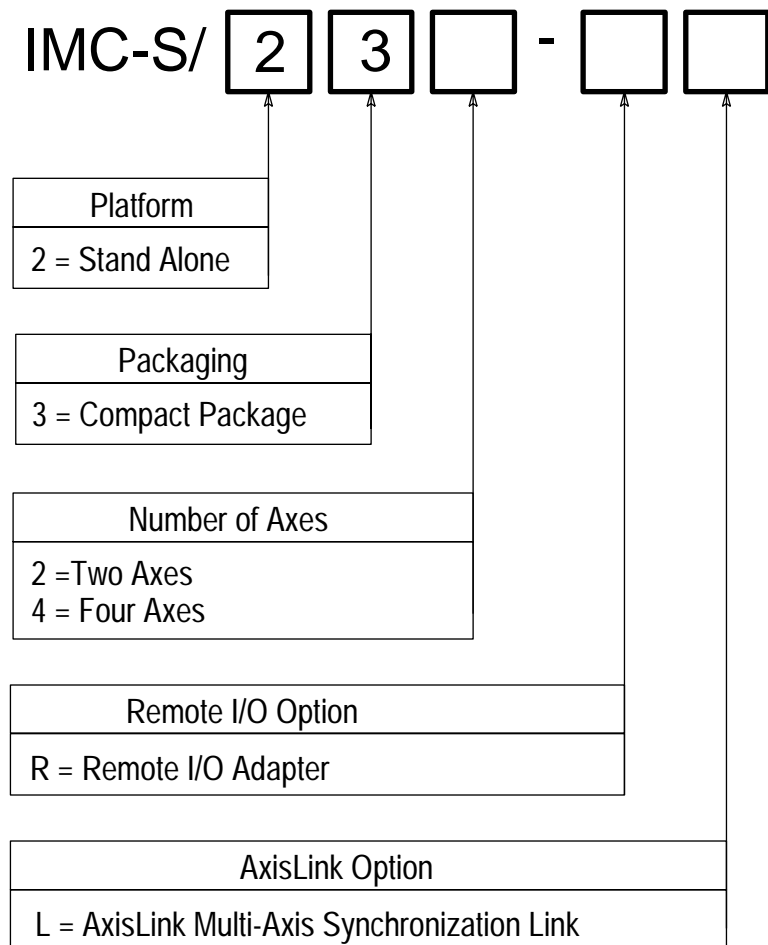 IMC-S/ 2 3 -
Platform
2 = Stand Alone
Packaging
3 = Compact Package
Number of Axes
2 =Two Axes
4 = Four Axes
Remote I/O Option
R = Remote I/O Adapter
AxisLink Option
L = AxisLink Multi-Axis Synchronization Link